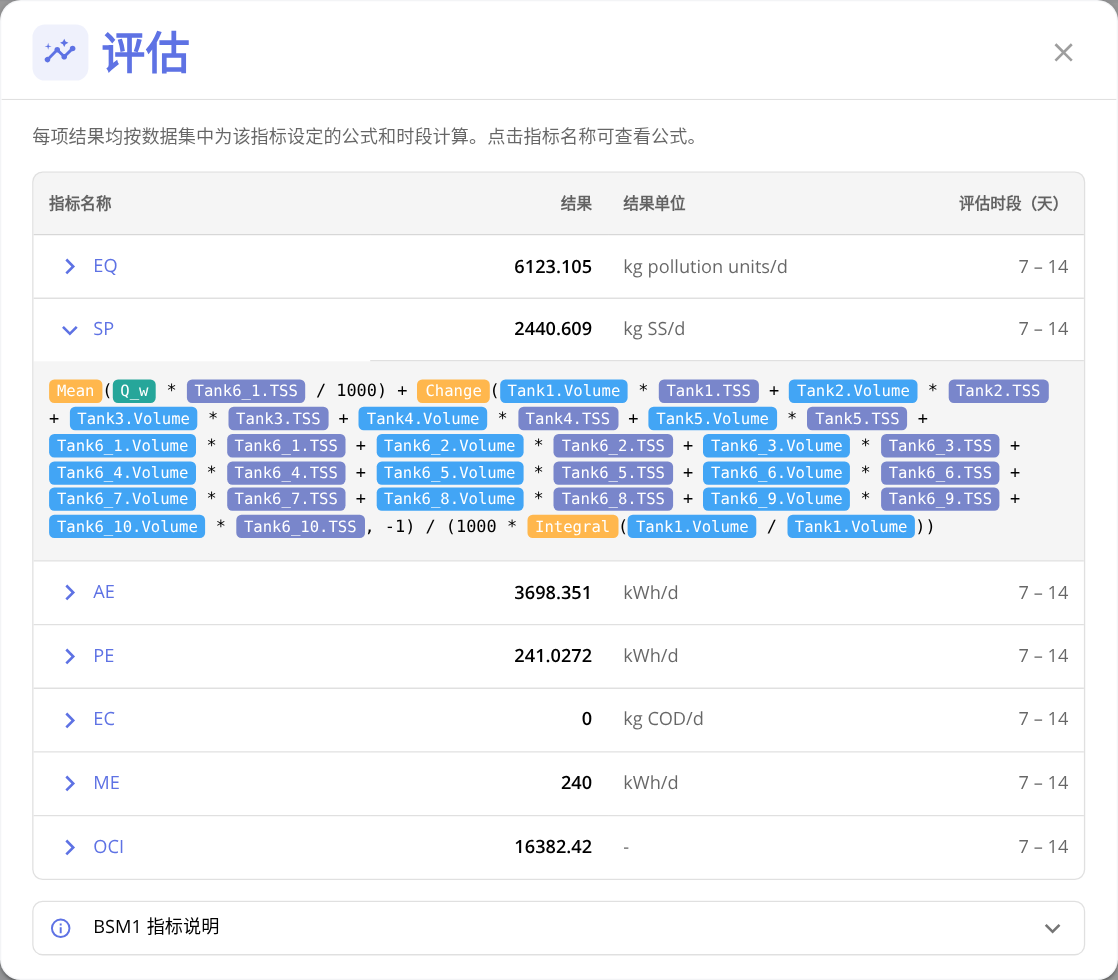 评估
每项结果均按数据集中为该指标设定的公式和时段计算。点击指标名称可查看公式。
指标名称 结果 结果单位 评估时段（天）
EQ 6123.105 kg pollution units/d 7 – 14
SP 2440.609 kg SS/d 7 – 14
Mean(Q_w * Tank6_1.TSS / 1000) + Change(Tank1.Volume * Tank1.TSS + Tank2.Volume * Tank2.TSS
+ Tank3.Volume * Tank3.TSS + Tank4.Volume * Tank4.TSS + Tank5.Volume * Tank5.TSS +
Tank6_1.Volume * Tank6_1.TSS + Tank6_2.Volume * Tank6_2.TSS + Tank6_3.Volume * Tank6_3.TSS +
Tank6_4.Volume * Tank6_4.TSS + Tank6_5.Volume * Tank6_5.TSS + Tank6_6.Volume * Tank6_6.TSS +
Tank6_7.Volume * Tank6_7.TSS + Tank6_8.Volume * Tank6_8.TSS + Tank6_9.Volume * Tank6_9.TSS +
Tank6_10.Volume * Tank6_10.TSS, -1) / (1000 * Integral(Tank1.Volume / Tank1.Volume))
AE 3698.351 kWh/d 7 – 14
PE 241.0272 kWh/d 7 – 14
EC 0 kg COD/d 7 – 14
ME 240 kWh/d 7 – 14
OCI 16382.42 - 7 – 14
BSM1 指标说明